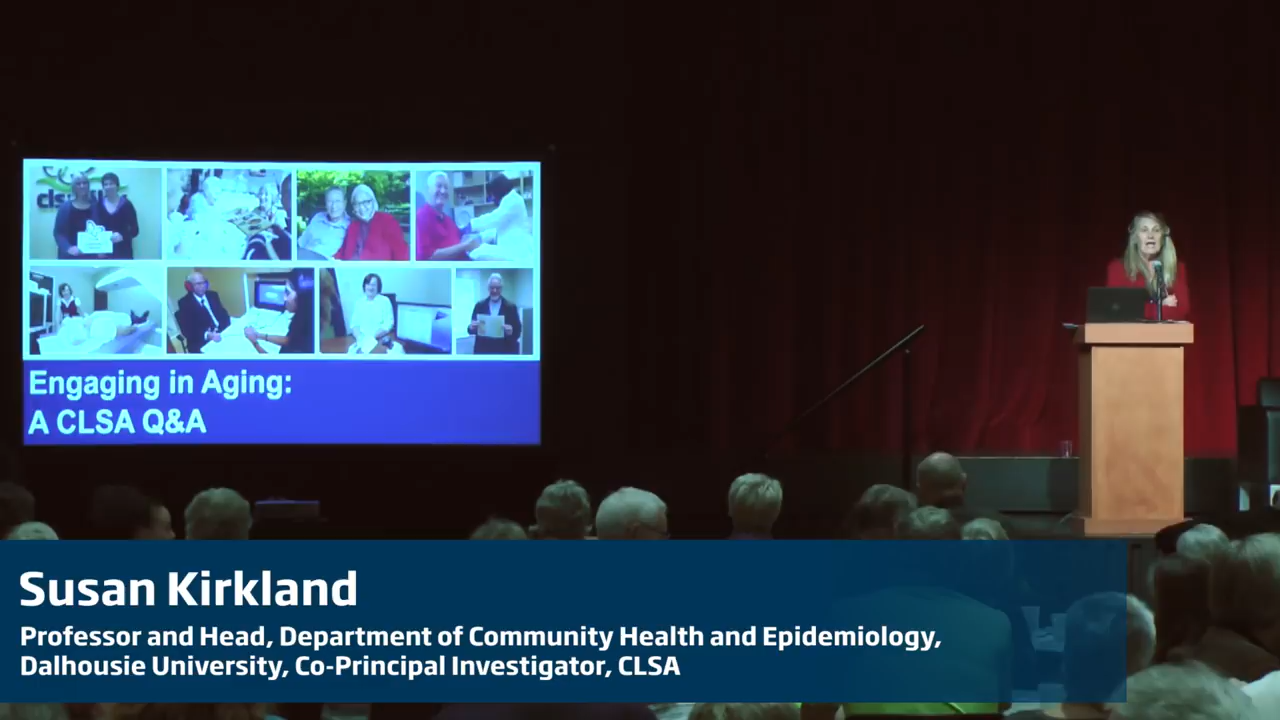 Engaging in Aging:
A CLSA Q&A
Susan Kirkland
Professor and Head, Department of Community Health and Epidemiology,
Dalhousie University, Co-Principal Investigator, CLSA